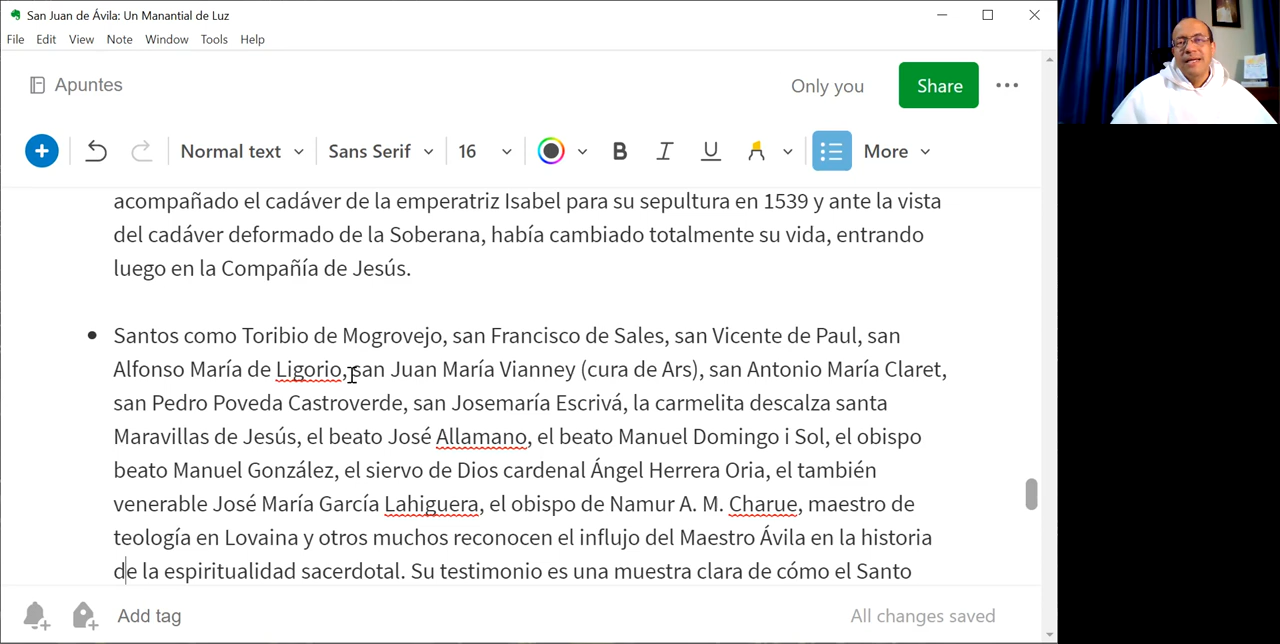 San Juan de Ávila: Un Manantial de Luz
File Edit View Note Window Tools Help
Apuntes
Only you
Share
Normal text
Sans Serif
16
B I U
More
acompañado el cadáver de la emperatriz Isabel para su sepultura en 1539 y ante la vista
del cadáver deformado de la Soberana, había cambiado totalmente su vida, entrando
luego en la Compañía de Jesús.
Santos como Toribio de Mogrovejo, san Francisco de Sales, san Vicente de Paul, san
Alfonso María de Ligorio, san Juan María Vianney (cura de Ars), san Antonio María Claret,
san Pedro Poveda Castroverde, san Josemaría Escrivá, la carmelita descalza santa
Maravillas de Jesús, el beato José Allamano, el beato Manuel Domingo i Sol, el obispo
beato Manuel González, el siervo de Dios cardenal Ángel Herrera Oria, el también
venerable José María García Lahiguera, el obispo de Namur A. M. Charue, maestro de
teología en Lovaina y otros muchos reconocen el influjo del Maestro Ávila en la historia
de la espiritualidad sacerdotal. Su testimonio es una muestra clara de cómo el Santo
Add tag
All changes saved